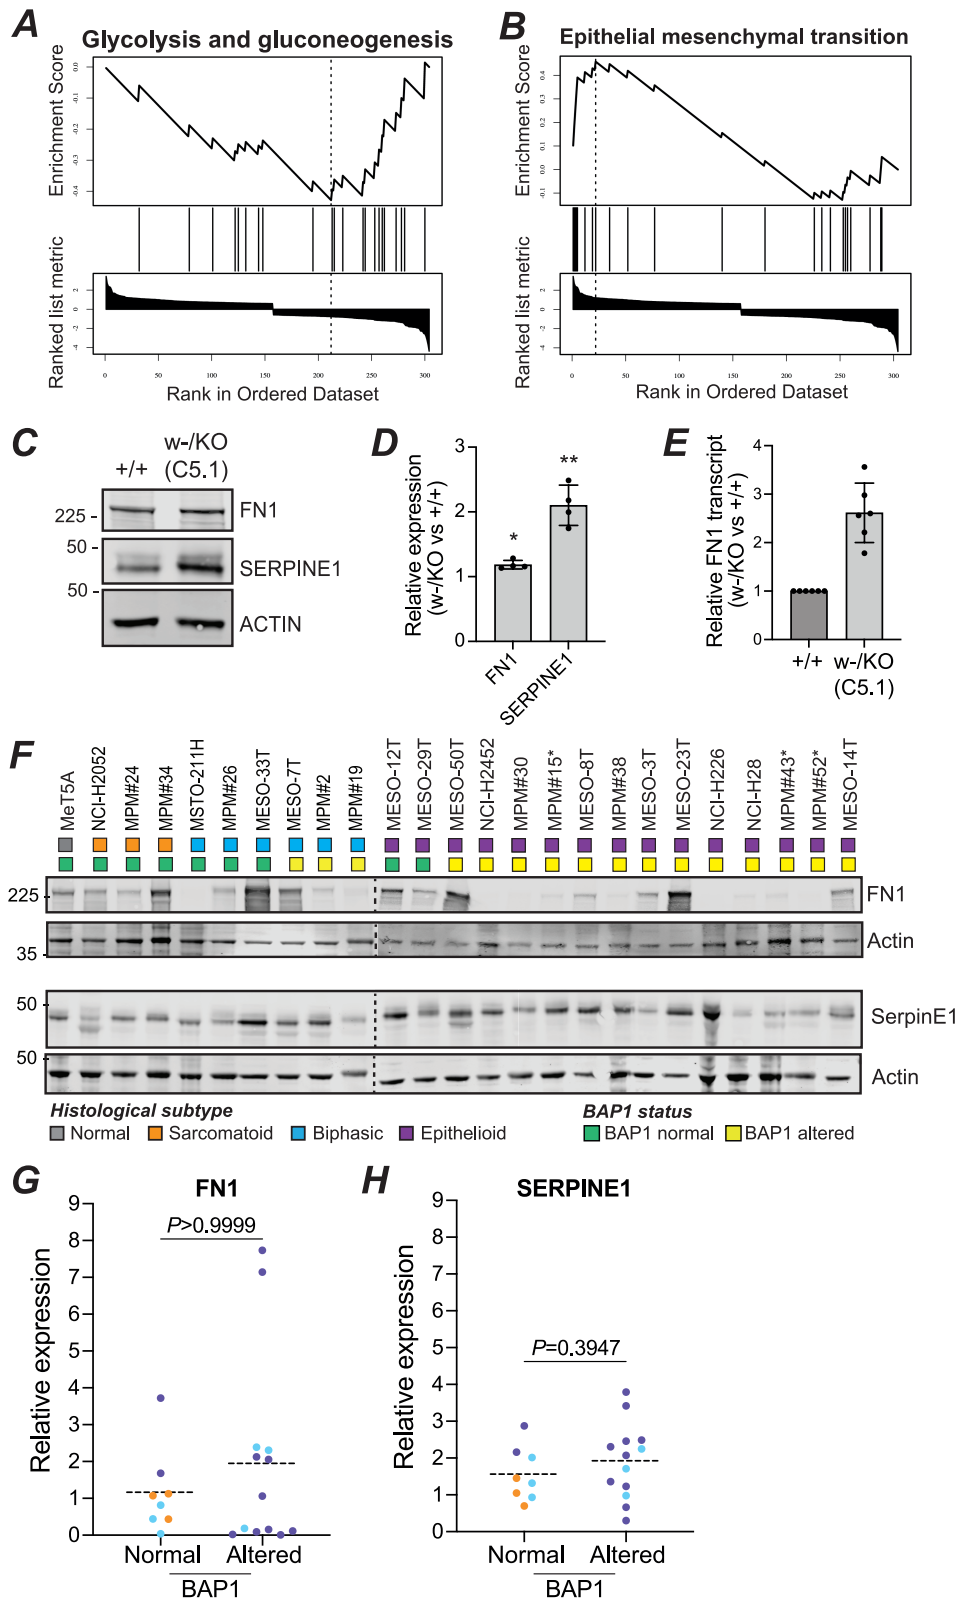 A
Glycolysis and gluconeogenesis
Enrichment Score
0.0
-0.1
-0.2
-0.3
-0.4
Ranked list metric
2
0
-2
-4
0 50 100 150 200 250 300
Rank in Ordered Dataset
B
Epithelial mesenchymal transition
Enrichment Score
0.4
0.3
0.2
0.1
0.0
-0.1
Ranked list metric
2
0
-2
-4
0 50 100 150 200 250 300
Rank in Ordered Dataset
C
+/+
w-/KO
(C5.1)
225 -
FN1
50 -
SERPINE1
50 -
ACTIN
D
Relative expression
(w-/KO vs +/+)
3
2
1
0
*
**
FN1
SERPINE1
E
Relative FN1 transcript
(w-/KO vs +/+)
4
3
2
1
0
+/+
w-/KO
(C5.1)
F
MeT5A
NCI-H2052
MPM#24
MPM#34
MSTO-211H
MPM#26
MESO-33T
MESO-7T
MPM#2
MPM#19
MESO-12T
MESO-29T
MESO-50T
NCI-H2452
MPM#30
MPM#15*
MESO-8T
MPM#38
MESO-3T
MESO-23T
NCI-H226
NCI-H28
MPM#43*
MPM#52*
MESO-14T
225 -
FN1
35 -
Actin
50 -
SerpinE1
50 -
Actin
Histological subtype
Normal Sarcomatoid Biphasic Epithelioid
BAP1 status
BAP1 normal BAP1 altered
G
FN1
Relative expression
9
8
7
6
5
4
3
2
1
0
P>0.9999
Normal Altered
BAP1
H
SERPINE1
Relative expression
9
8
7
6
5
4
3
2
1
0
P=0.3947
Normal Altered
BAP1